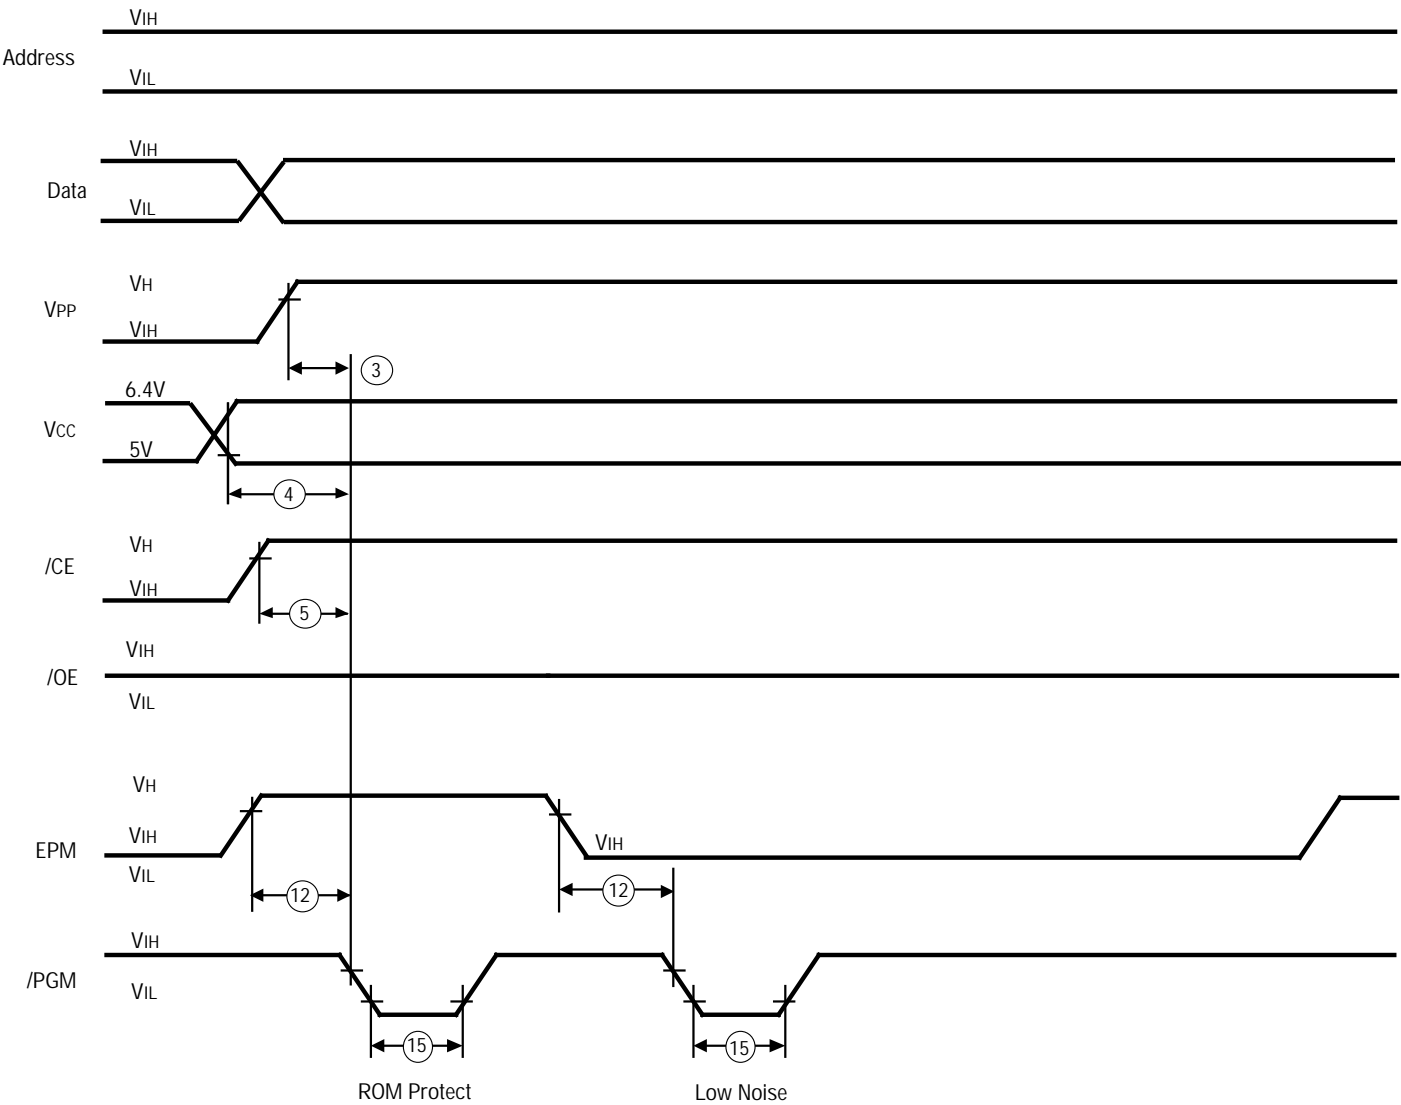 VIH
Address
VIL
VIH
Data
VIL
VH
VPP
VIH
3
6.4V
VCC
5V
4
VH
/CE
VIH
5
VIH
/OE
VIL
VH
VIH
VIH
EPM
VIL
12
12
VIH
/PGM
VIL
15
15
ROM Protect
Low Noise